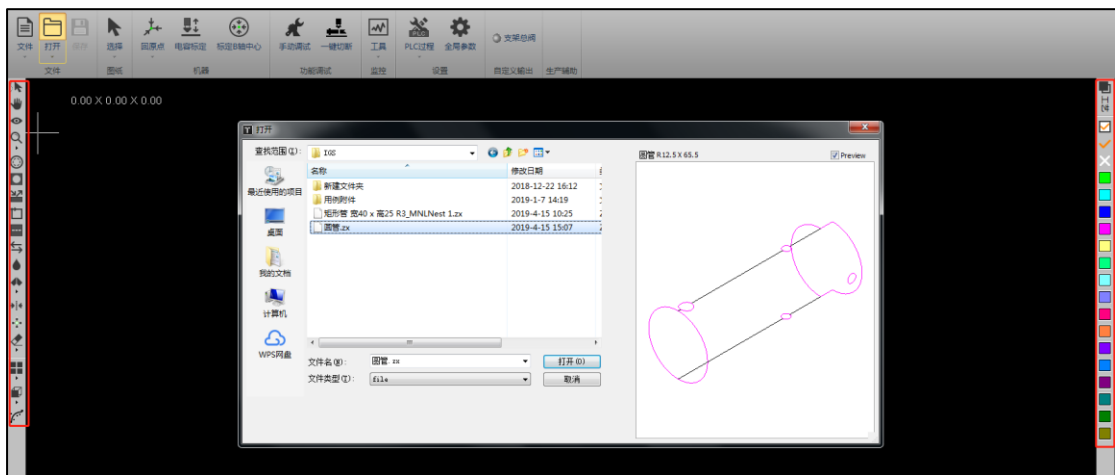 支架总阀
文件 打开 保存 选择 回原点 电容标定 标定B轴中心 手动调试 一键切断 工具 PLC过程 全局参数
文件 图纸 机器 功能调试 监控 设置 自定义输出 生产辅助
0.00 X 0.00 X 0.00
打开
查找范围(I): IGS
圆管 R12.5 X 65.5
Preview
名称 修改日期
最近使用的项目
新建文件夹 2018-12-22 16:12
用例附件 2019-1-7 14:19
矩形管 宽40 x 高25 R3_MNLNest 1.zx 2019-4-15 10:25
圆管.zx 2019-4-15 15:07
桌面
我的文档
计算机
WPS网盘
文件名(N): 圆管.zx 打开(O)
文件类型(T): file 取消